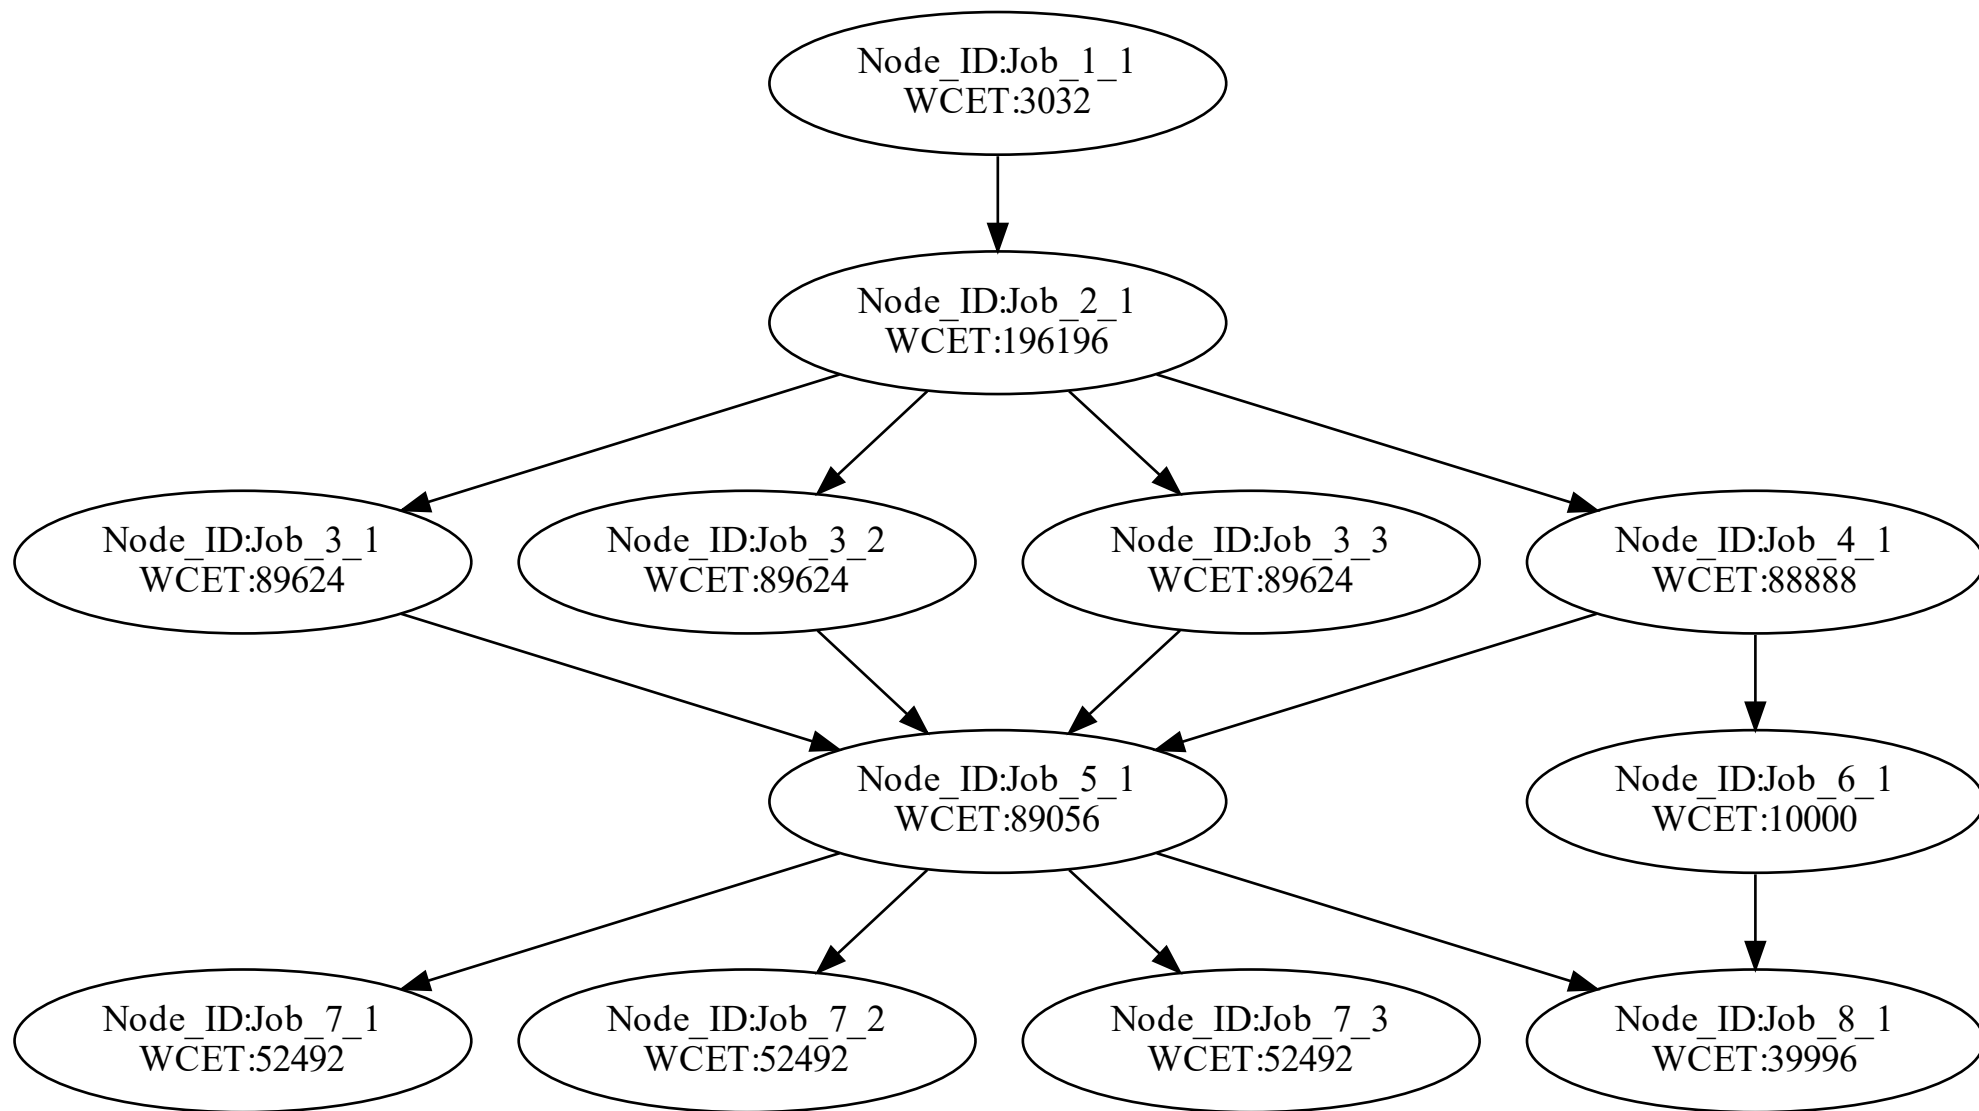 Node_ID:Job_1_1
WCET:3032
Node_ID:Job_2_1
WCET:196196
Node_ID:Job_3_1
WCET:89624
Node_ID:Job_3_2
WCET:89624
Node_ID:Job_3_3
WCET:89624
Node_ID:Job_4_1
WCET:88888
Node_ID:Job_5_1
WCET:89056
Node_ID:Job_6_1
WCET:10000
Node_ID:Job_7_1
WCET:52492
Node_ID:Job_7_2
WCET:52492
Node_ID:Job_7_3
WCET:52492
Node_ID:Job_8_1
WCET:39996